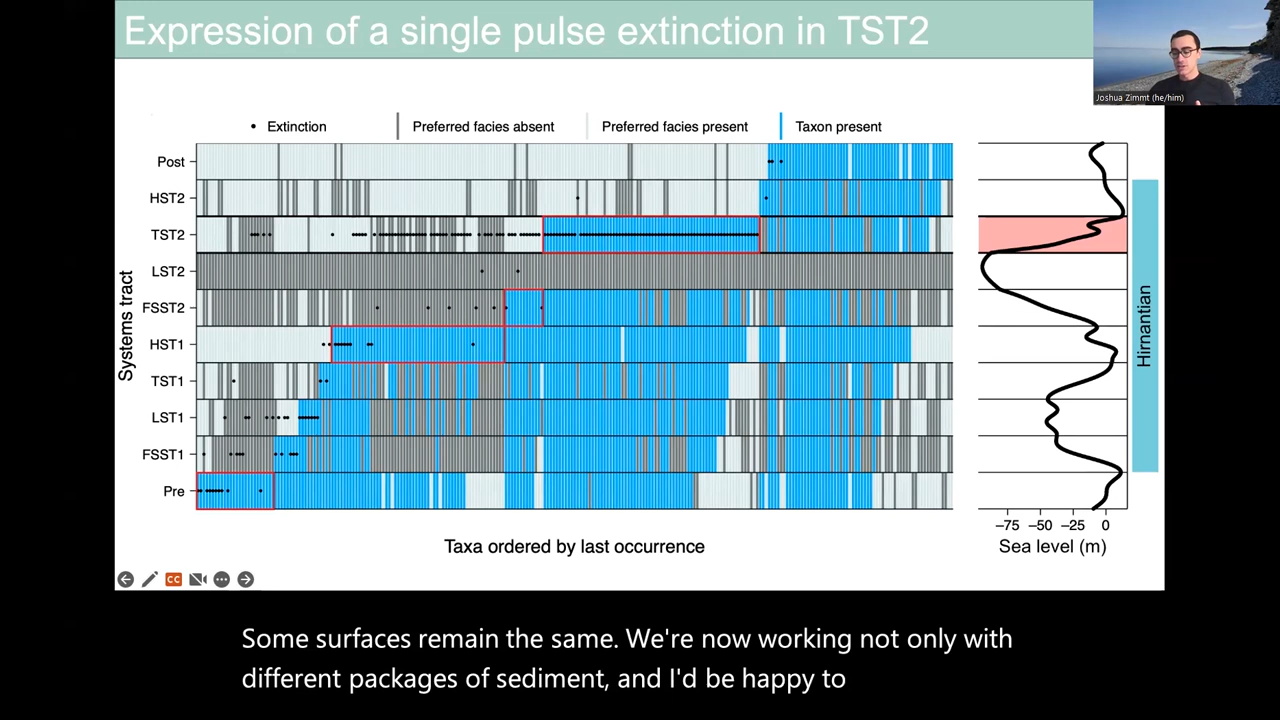 Expression of a single pulse extinction in TST2
Joshua Zimmt (he/him)
Extinction
Preferred facies absent
Preferred facies present
Taxon present
Systems tract
Post
HST2
TST2
LST2
FSST2
HST1
TST1
LST1
FSST1
Pre
Hirnantian
−75 −50 −25 0
Taxa ordered by last occurrence
Sea level (m)
CC
Some surfaces remain the same. We're now working not only with
different packages of sediment, and I'd be happy to